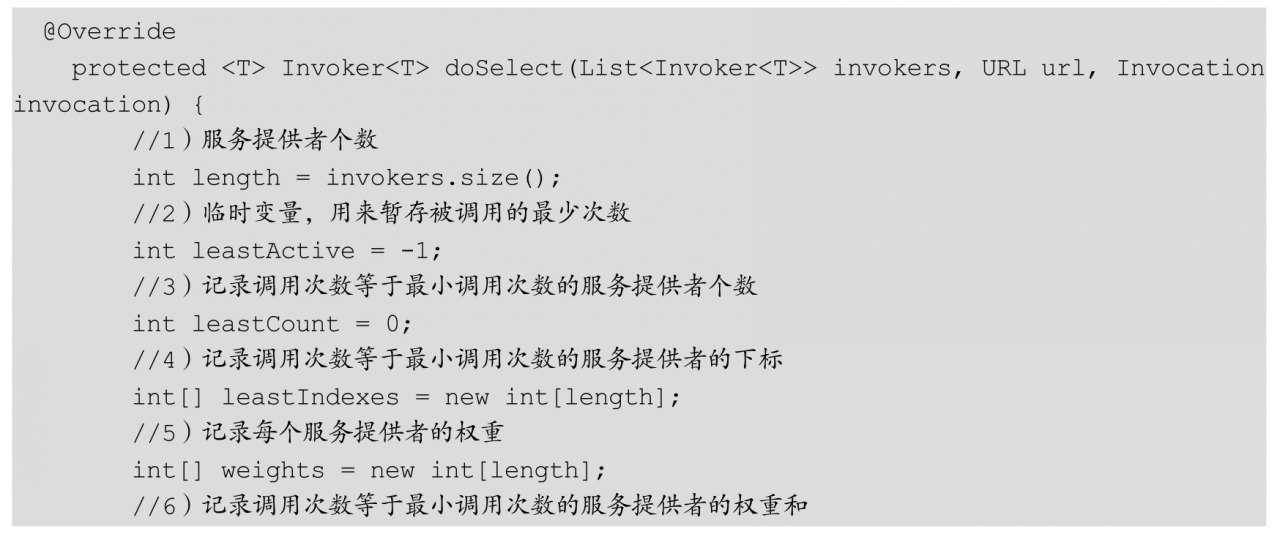 @Override
protected <T> Invoker<T> doSelect(List<Invoker<T>> invokers, URL url, Invocation
invocation) {
//1）服务提供者个数
int length = invokers.size();
//2）临时变量，用来暂存被调用的最少次数
int leastActive = -1;
//3）记录调用次数等于最小调用次数的服务提供者个数
int leastCount = 0;
//4）记录调用次数等于最小调用次数的服务提供者的下标
int[] leastIndexes = new int[length];
//5）记录每个服务提供者的权重
int[] weights = new int[length];
//6）记录调用次数等于最小调用次数的服务提供者的权重和